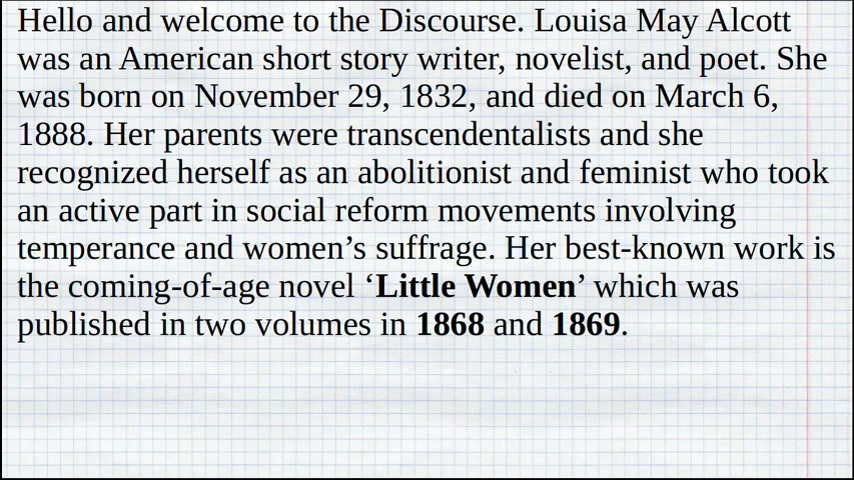 Hello and welcome to the Discourse. Louisa May Alcott
was an American short story writer, novelist, and poet. She
was born on November 29, 1832, and died on March 6,
1888. Her parents were transcendentalists and she
recognized herself as an abolitionist and feminist who took
an active part in social reform movements involving
temperance and women’s suffrage. Her best-known work is
the coming-of-age novel ‘Little Women’ which was
published in two volumes in 1868 and 1869.